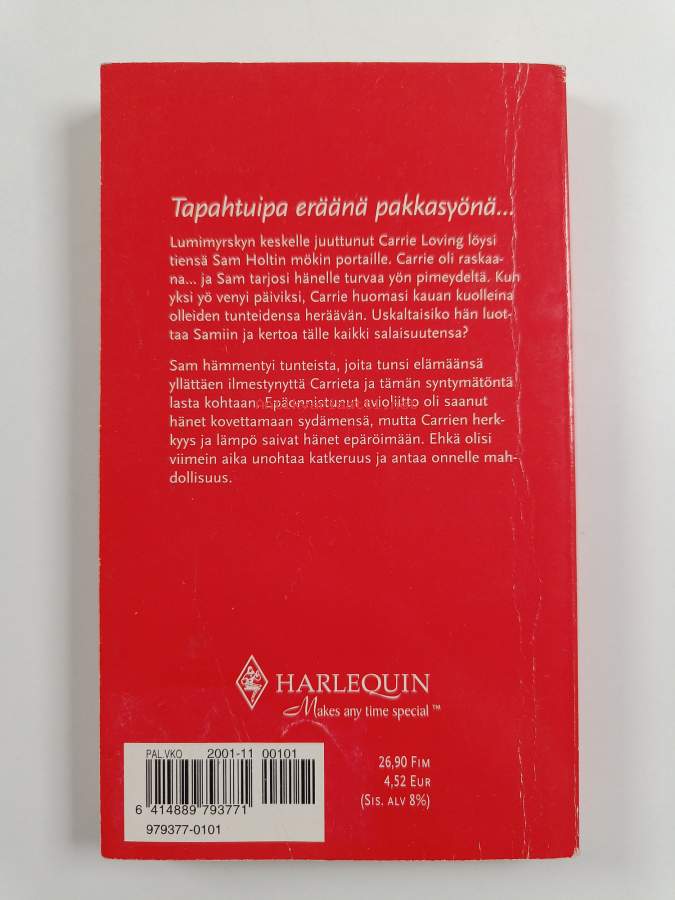 Tapahtuipa eräänä pakkasyönä...
Lumimyrskyn keskelle juuttunut Carrie Loving löysi
tiensä Sam Holtin mökin portaille. Carrie oli raskaa-
na... ja Sam tarjosi hänelle turvaa yön pimeydeltä. Kun
yksi yö venyi päiviksi, Carrie huomasi kauan kuolleina
olleiden tunteidensa heräävän. Uskaltaisiko hän luot-
taa Samiin ja kertoa tälle kaikki salaisuutensa?
Sam hämmentyi tunteista, joita tunsi elämäänsä
yllättäen ilmestynyttä Carrieta ja tämän syntymätöntä
lasta kohtaan. Epäonnistunut avioliitto oli saanut
hänet kovettamaan sydämensä, mutta Carrien herk-
kyys ja lämpö saivat hänet epäröimään. Ehkä olisi
viimein aika unohtaa katkeruus ja antaa onnelle mah-
dollisuus.
HARLEQUIN
Makes any time special™
PAL.VKO 2001-11 00101
6 414889 793771
979377-0101
26,90 FIM
4,52 EUR
(SIS. ALV 8%)